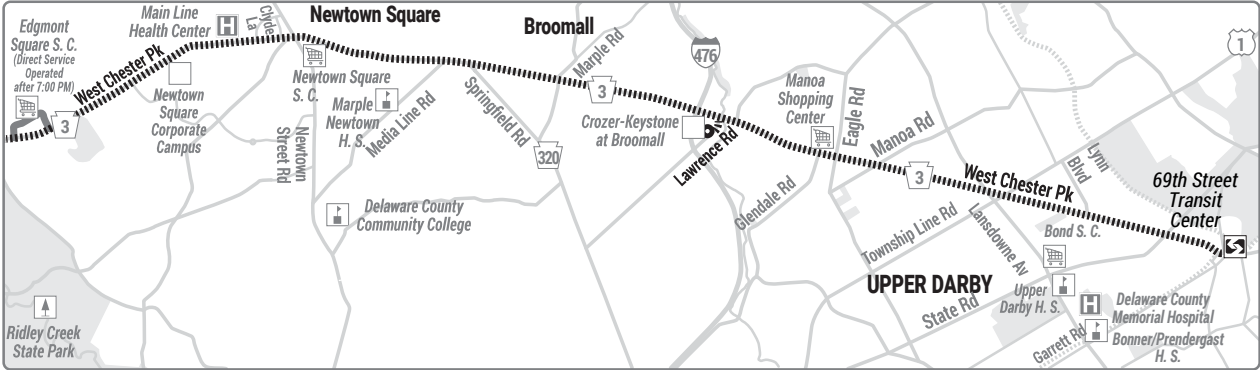 Edgmont
Square S. C.
(Direct Service
Operated
after 7:00 PM)
West Chester Pk
3
Main Line
Health Center
H
Clyde
La
Newtown Square
Newtown
Square
Corporate
Campus
Newtown Square
S. C.
Marple
Newtown
H. S.
Media Line Rd
Newtown
Street Rd
Springfield Rd
320
Delaware County
Community College
Ridley Creek
State Park
Broomall
Marple Rd
3
476
Crozer-Keystone
at Broomall
Lawrence Rd
Glendale Rd
Manoa
Shopping
Center
Eagle Rd
Manoa Rd
3
West Chester Pk
Township Line Rd
Lansdowne Av
UPPER DARBY
State Rd
Lynn
Blvd
1
69th Street
Transit
Center
Bond S. C.
Upper
Darby H. S.
H
Delaware County
Memorial Hospital
Bonner/Prendergast
H. S.
Garrett Rd